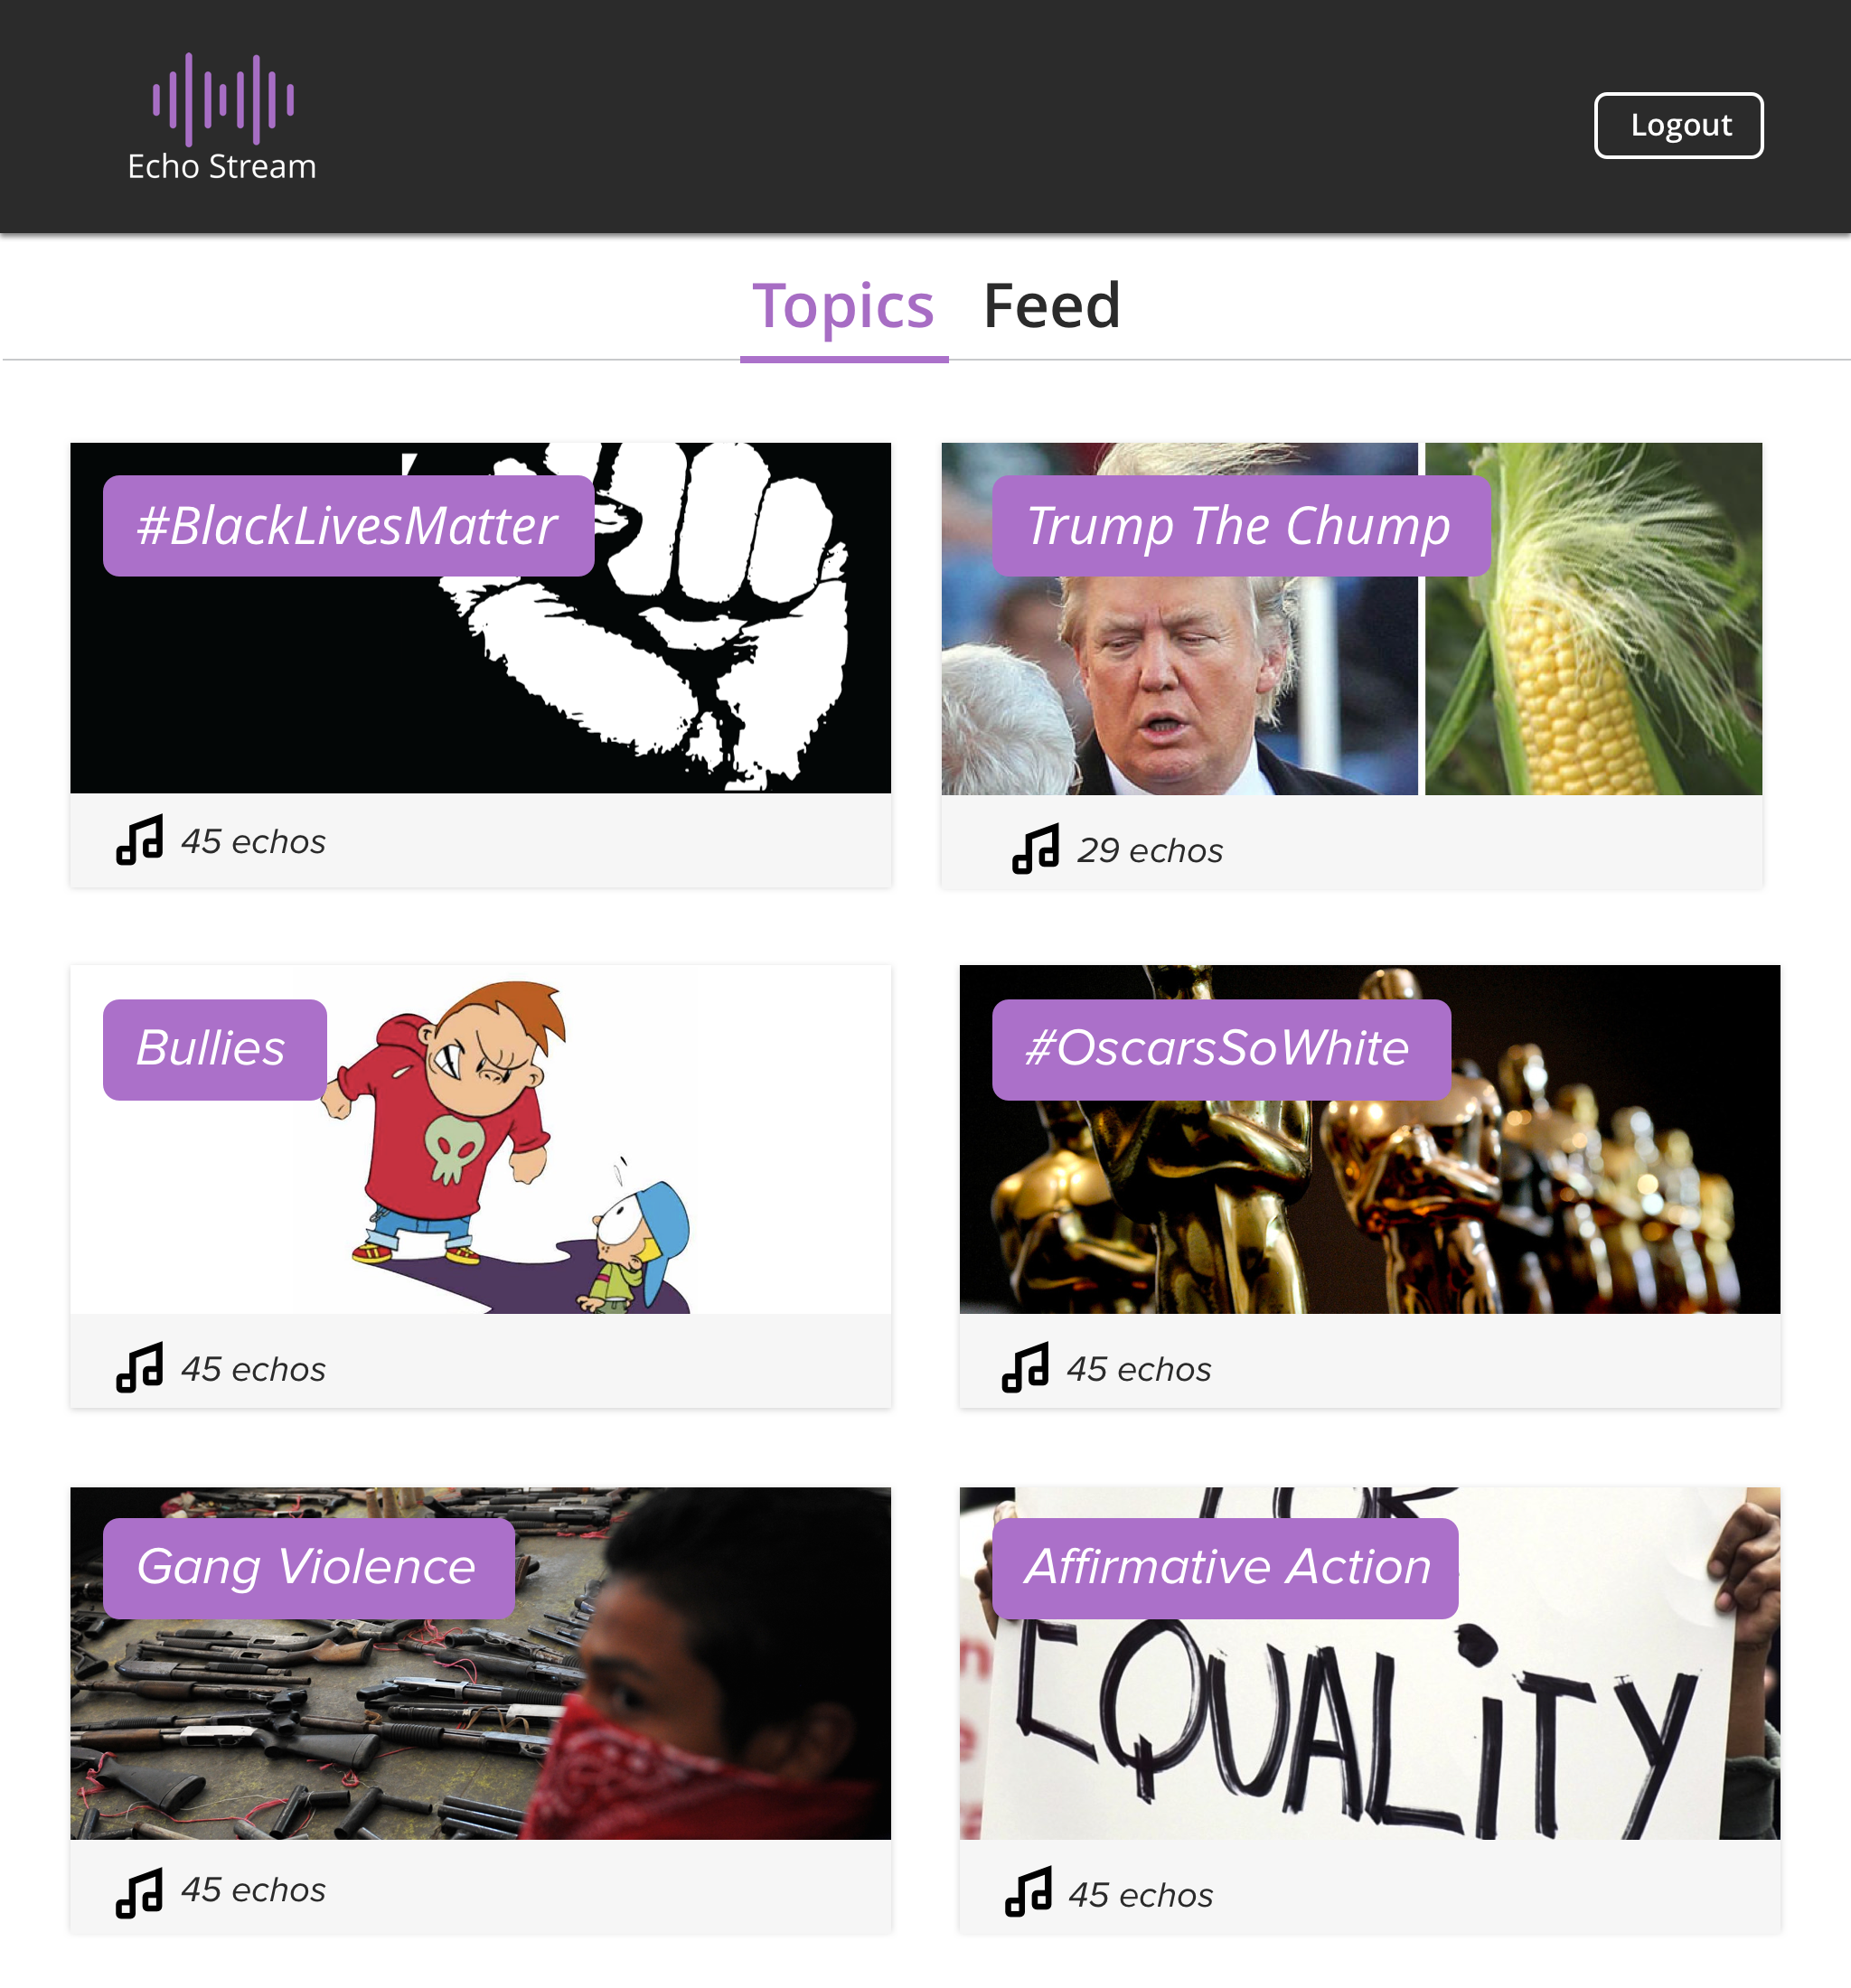 Echo Stream
Logout
Topics Feed
#BlackLivesMatter
Trump The Chump
45 echos
29 echos
Bullies
#OscarsSoWhite
45 echos
45 echos
Gang Violence
Affirmative Action
EQUALiTY
45 echos
45 echos